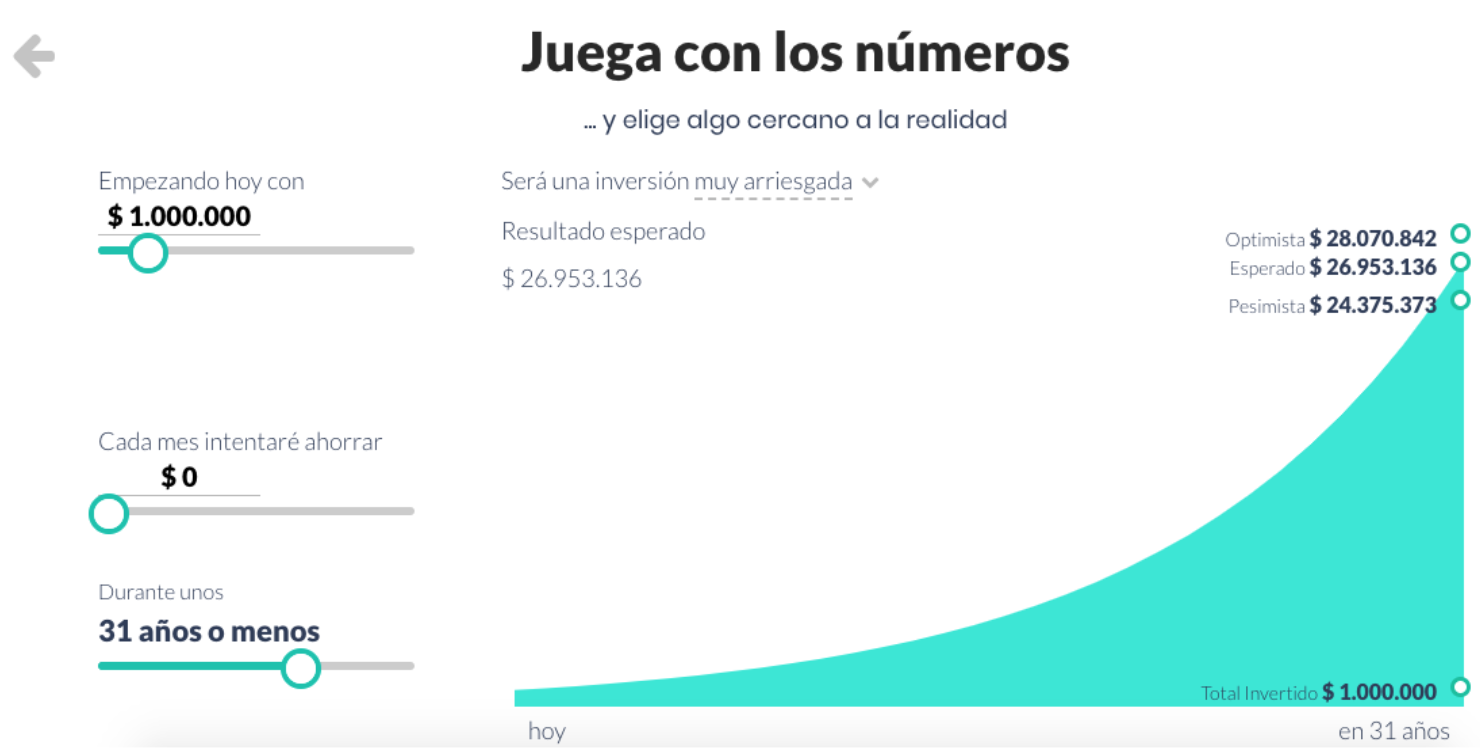 Juega con los números
... y elige algo cercano a la realidad
Empezando hoy con
$ 1.000.000
Cada mes intentaré ahorrar
$ 0
Durante unos
31 años o menos
Será una inversión muy arriesgada
Resultado esperado
$ 26.953.136
Optimista $ 28.070.842
Esperado $ 26.953.136
Pesimista $ 24.375.373
Total Invertido $ 1.000.000
hoy
en 31 años